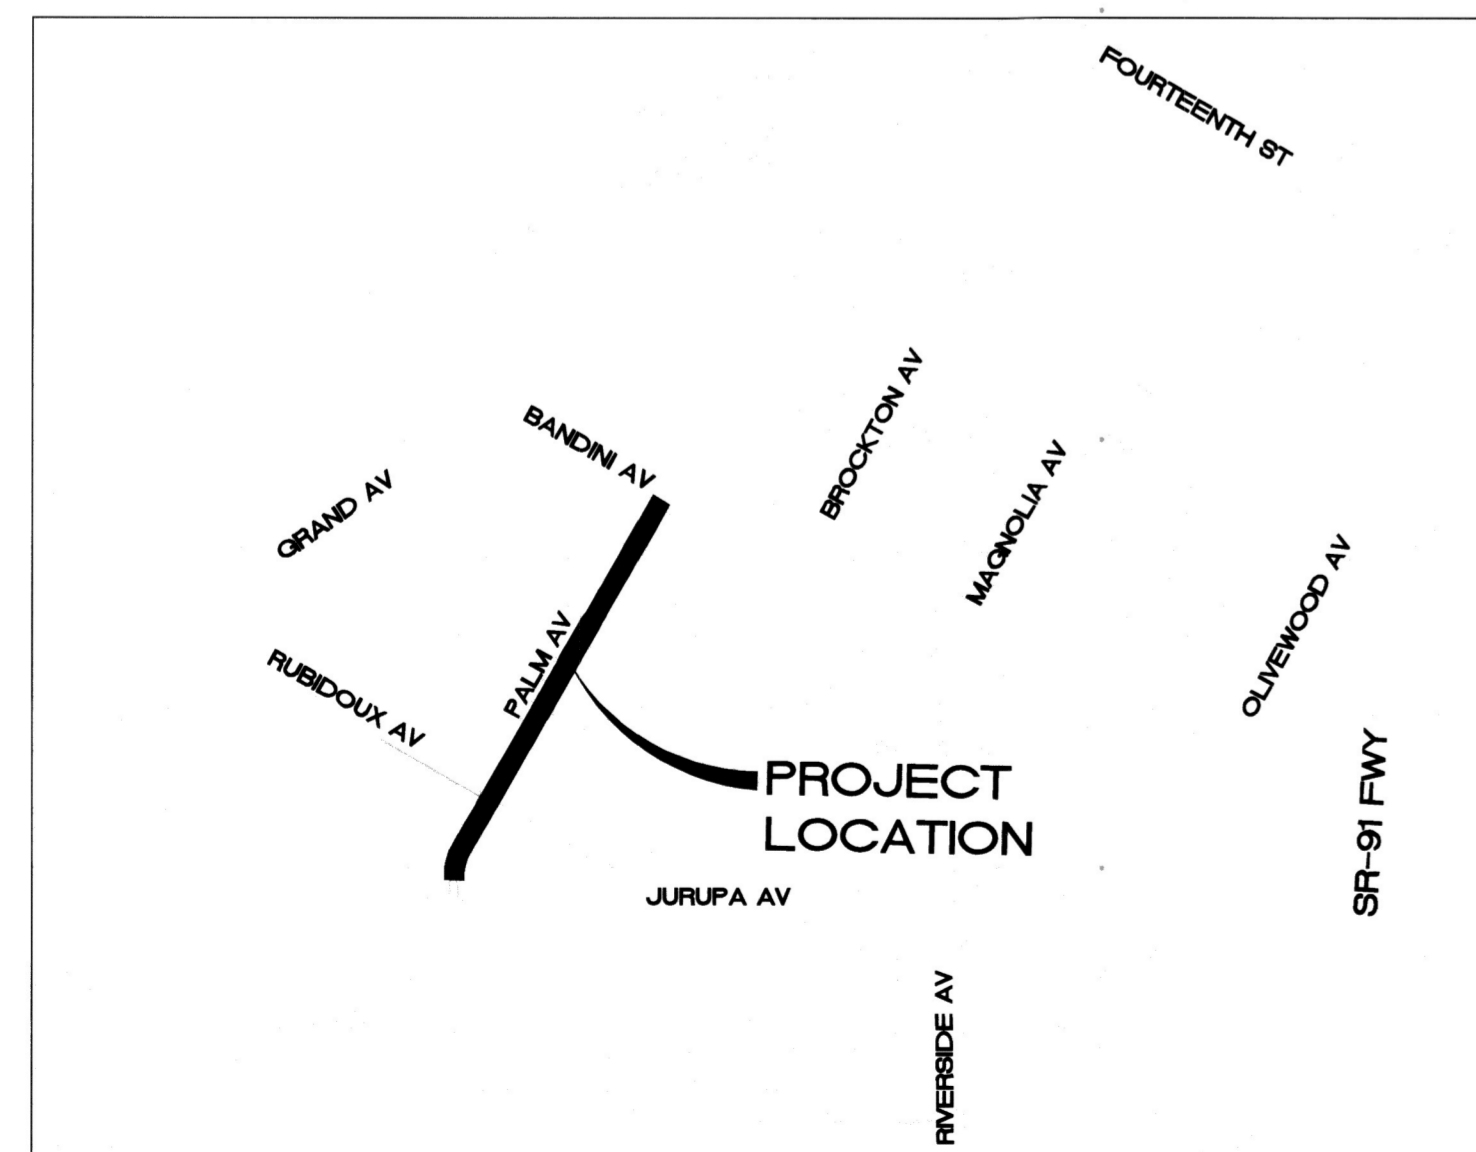 FOURTEENTH ST
BROCKTON AV
BANDINI AV
MAGNOLIA AV
GRAND AV
OLIVEWOOD AV
PALM AV
RUBIDOUX AV
SR-91 FWY
PROJECT
LOCATION
JURUPA AV
RIVERSIDE AV